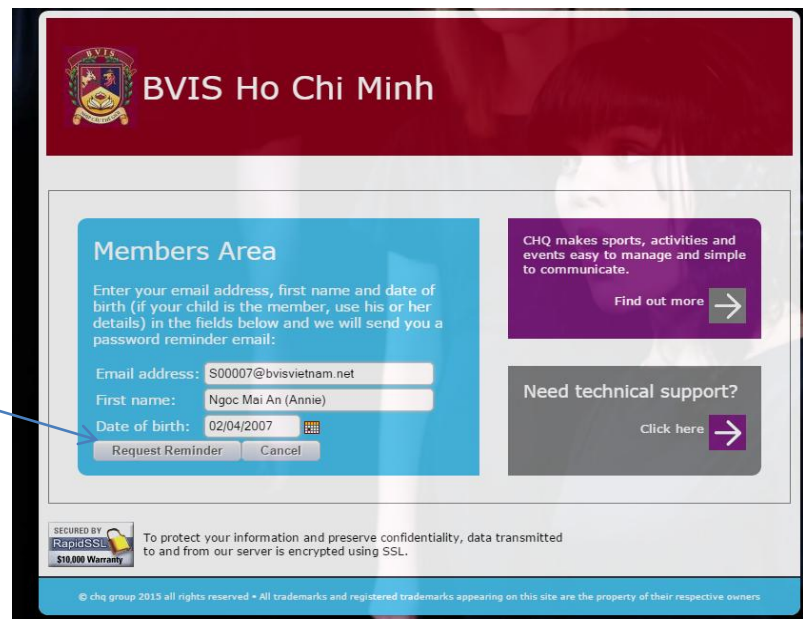 BVIS
BVIS Ho Chi Minh
Members Area
Enter your email address, first name and date of
birth (if your child is the member, use his or her
details) in the fields below and we will send you a
password reminder email:
Email address: S00007@bvisvietnam.net
First name: Ngoc Mai An (Annie)
Date of birth: 02/04/2007
Request Reminder Cancel
CHQ makes sports, activities and
events easy to manage and simple
to communicate.
Find out more
Need technical support?
Click here
SECURED BY
RapidSSL
$10,000 Warranty
To protect your information and preserve confidentiality, data transmitted
to and from our server is encrypted using SSL.
© chq group 2015 all rights reserved • All trademarks and registered trademarks appearing on this site are the property of their respective owners